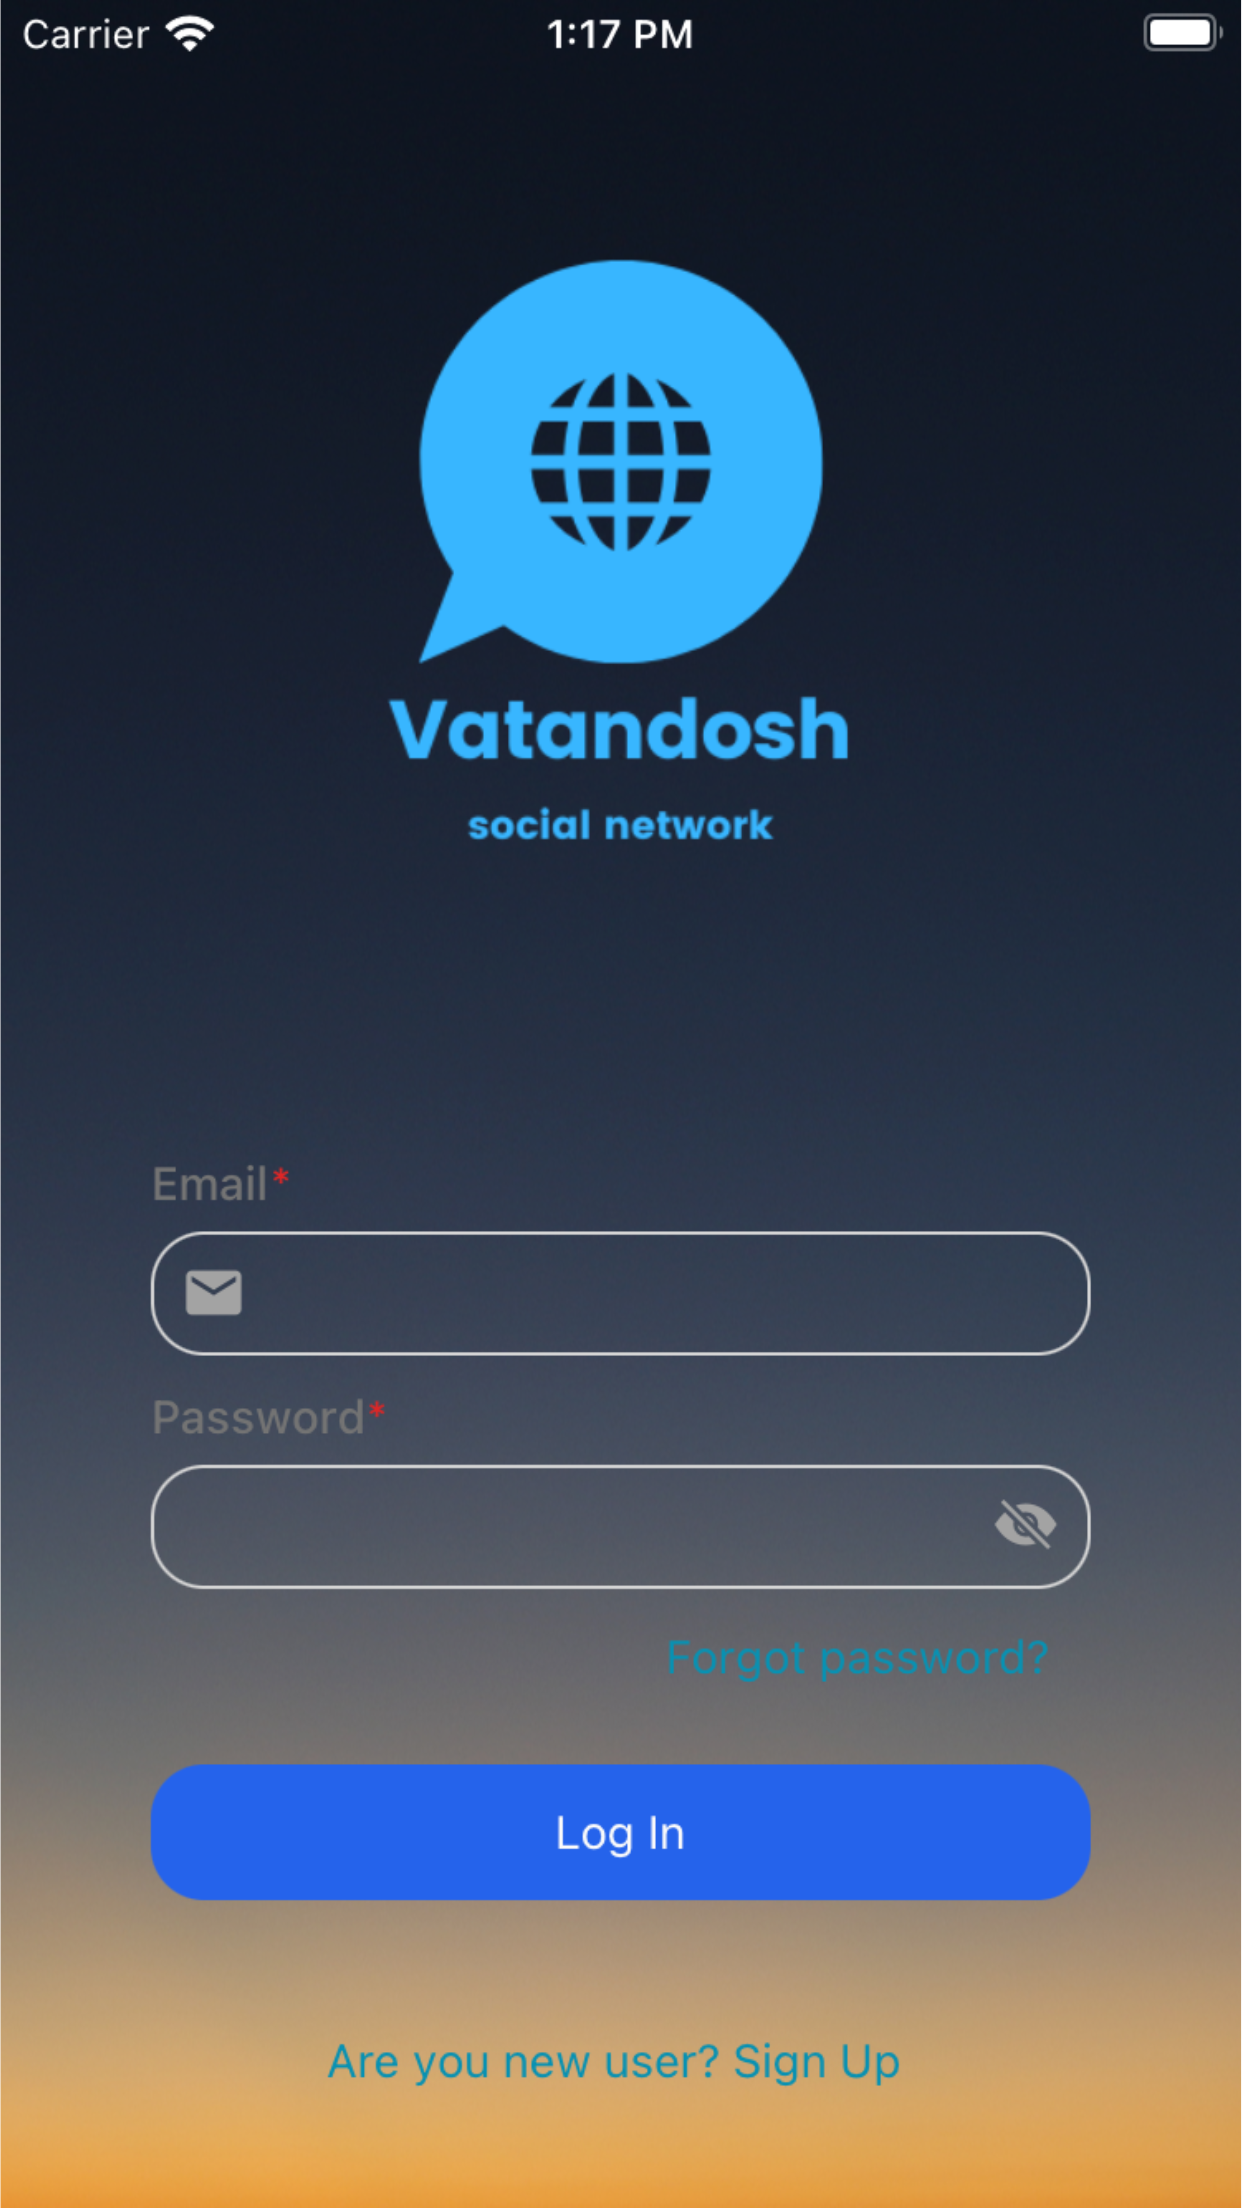 Carrier 1:17 PM
Vatandosh
social network
Email*
Password*
Forgot password?
Log In
Are you new user? Sign Up